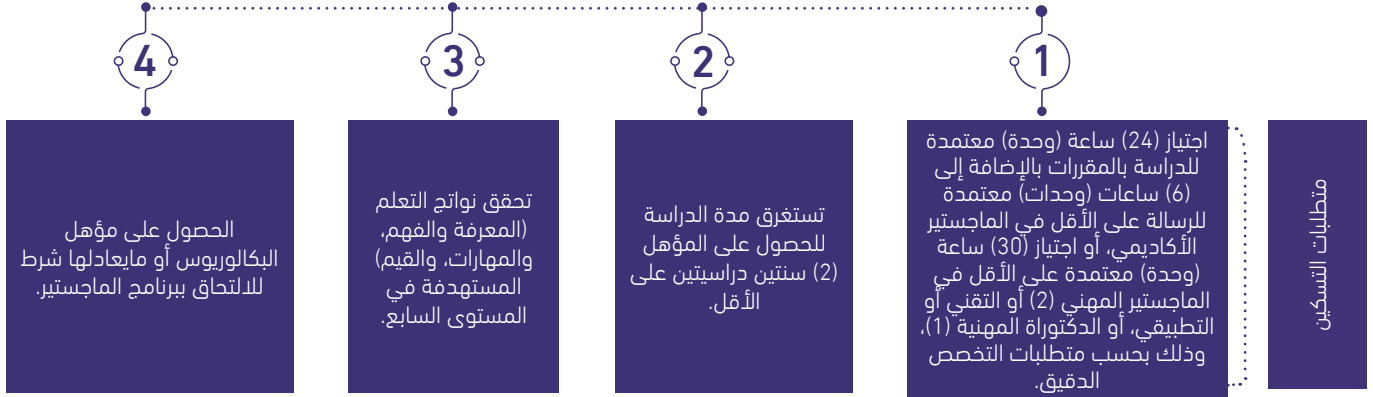 متطلبات التسكين
1
اجتياز (24) ساعة (وحدة) معتمدة
للدراسة بالمقررات بالإضافة إلى
(6) ساعات (وحدات) معتمدة
للرسالة على الأقل في الماجستير
الأكاديمي، أو اجتياز (30) ساعة
(وحدة) معتمدة على الأقل في
الماجستير المهني (2) أو التقني أو
التطبيقي، أو الدكتوراة المهنية (1)،
وذلك بحسب متطلبات التخصص
الدقيق.
2
تستغرق مدة الدراسة
للحصول على المؤهل
(2) سنتين دراسيتين على
الأقل.
3
تحقق نواتج التعلم
(المعرفة والفهم،
والمهارات، والقيم)
المستهدفة في
المستوى السابع.
4
الحصول على مؤهل
البكالوريوس أو مايعادلها شرط
للالتحاق ببرنامج الماجستير.